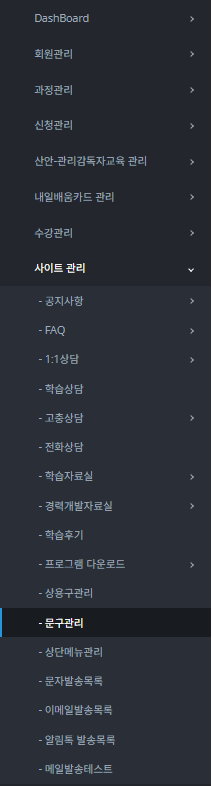 DashBoard
회원관리
과정관리
신청관리
산안-관리감독자교육 관리
내일배움카드 관리
수강관리
사이트 관리
- 공지사항
- FAQ
- 1:1상담
- 학습상담
- 고충상담
- 전화상담
- 학습자료실
- 경력개발자료실
- 학습후기
- 프로그램 다운로드
- 상용구관리
- 문구관리
- 상단메뉴관리
- 문자발송목록
- 이메일발송목록
- 알림톡 발송목록
- 메일발송테스트